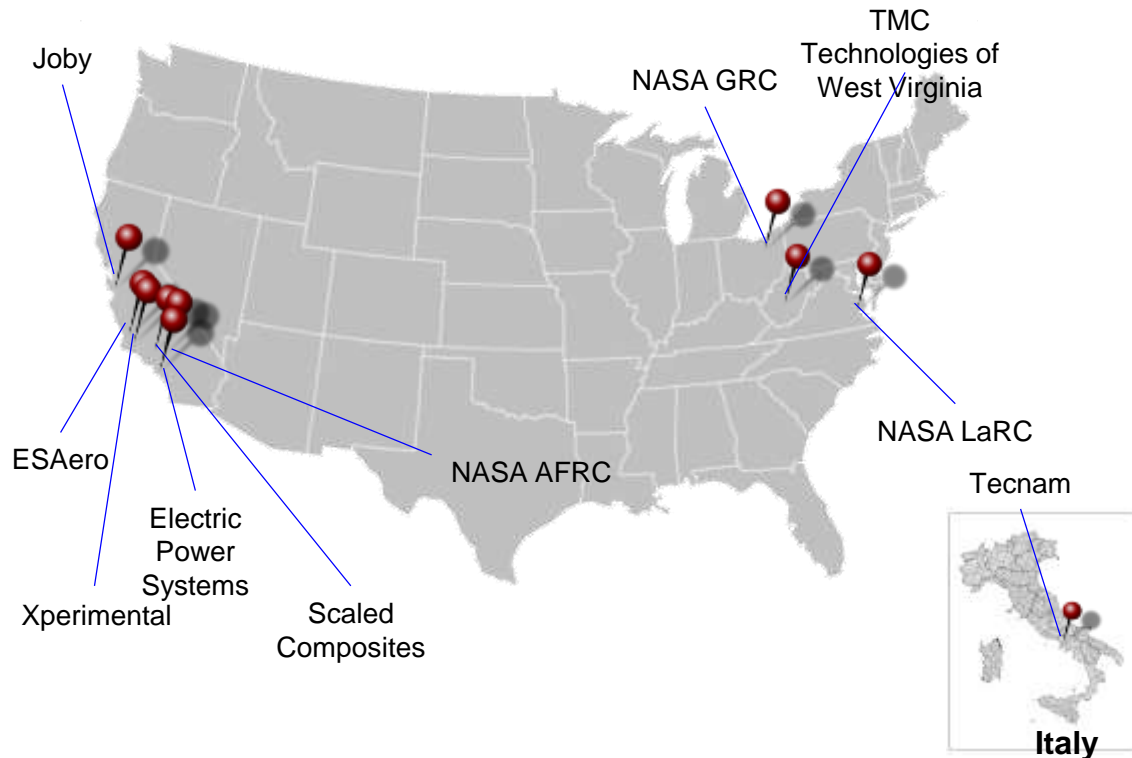 TMC
Technologies of
West Virginia
Joby
NASA GRC
NASA LaRC
ESAero
NASA AFRC
Tecnam
Electric
Power
Systems
Xperimental
Scaled
Composites
Italy